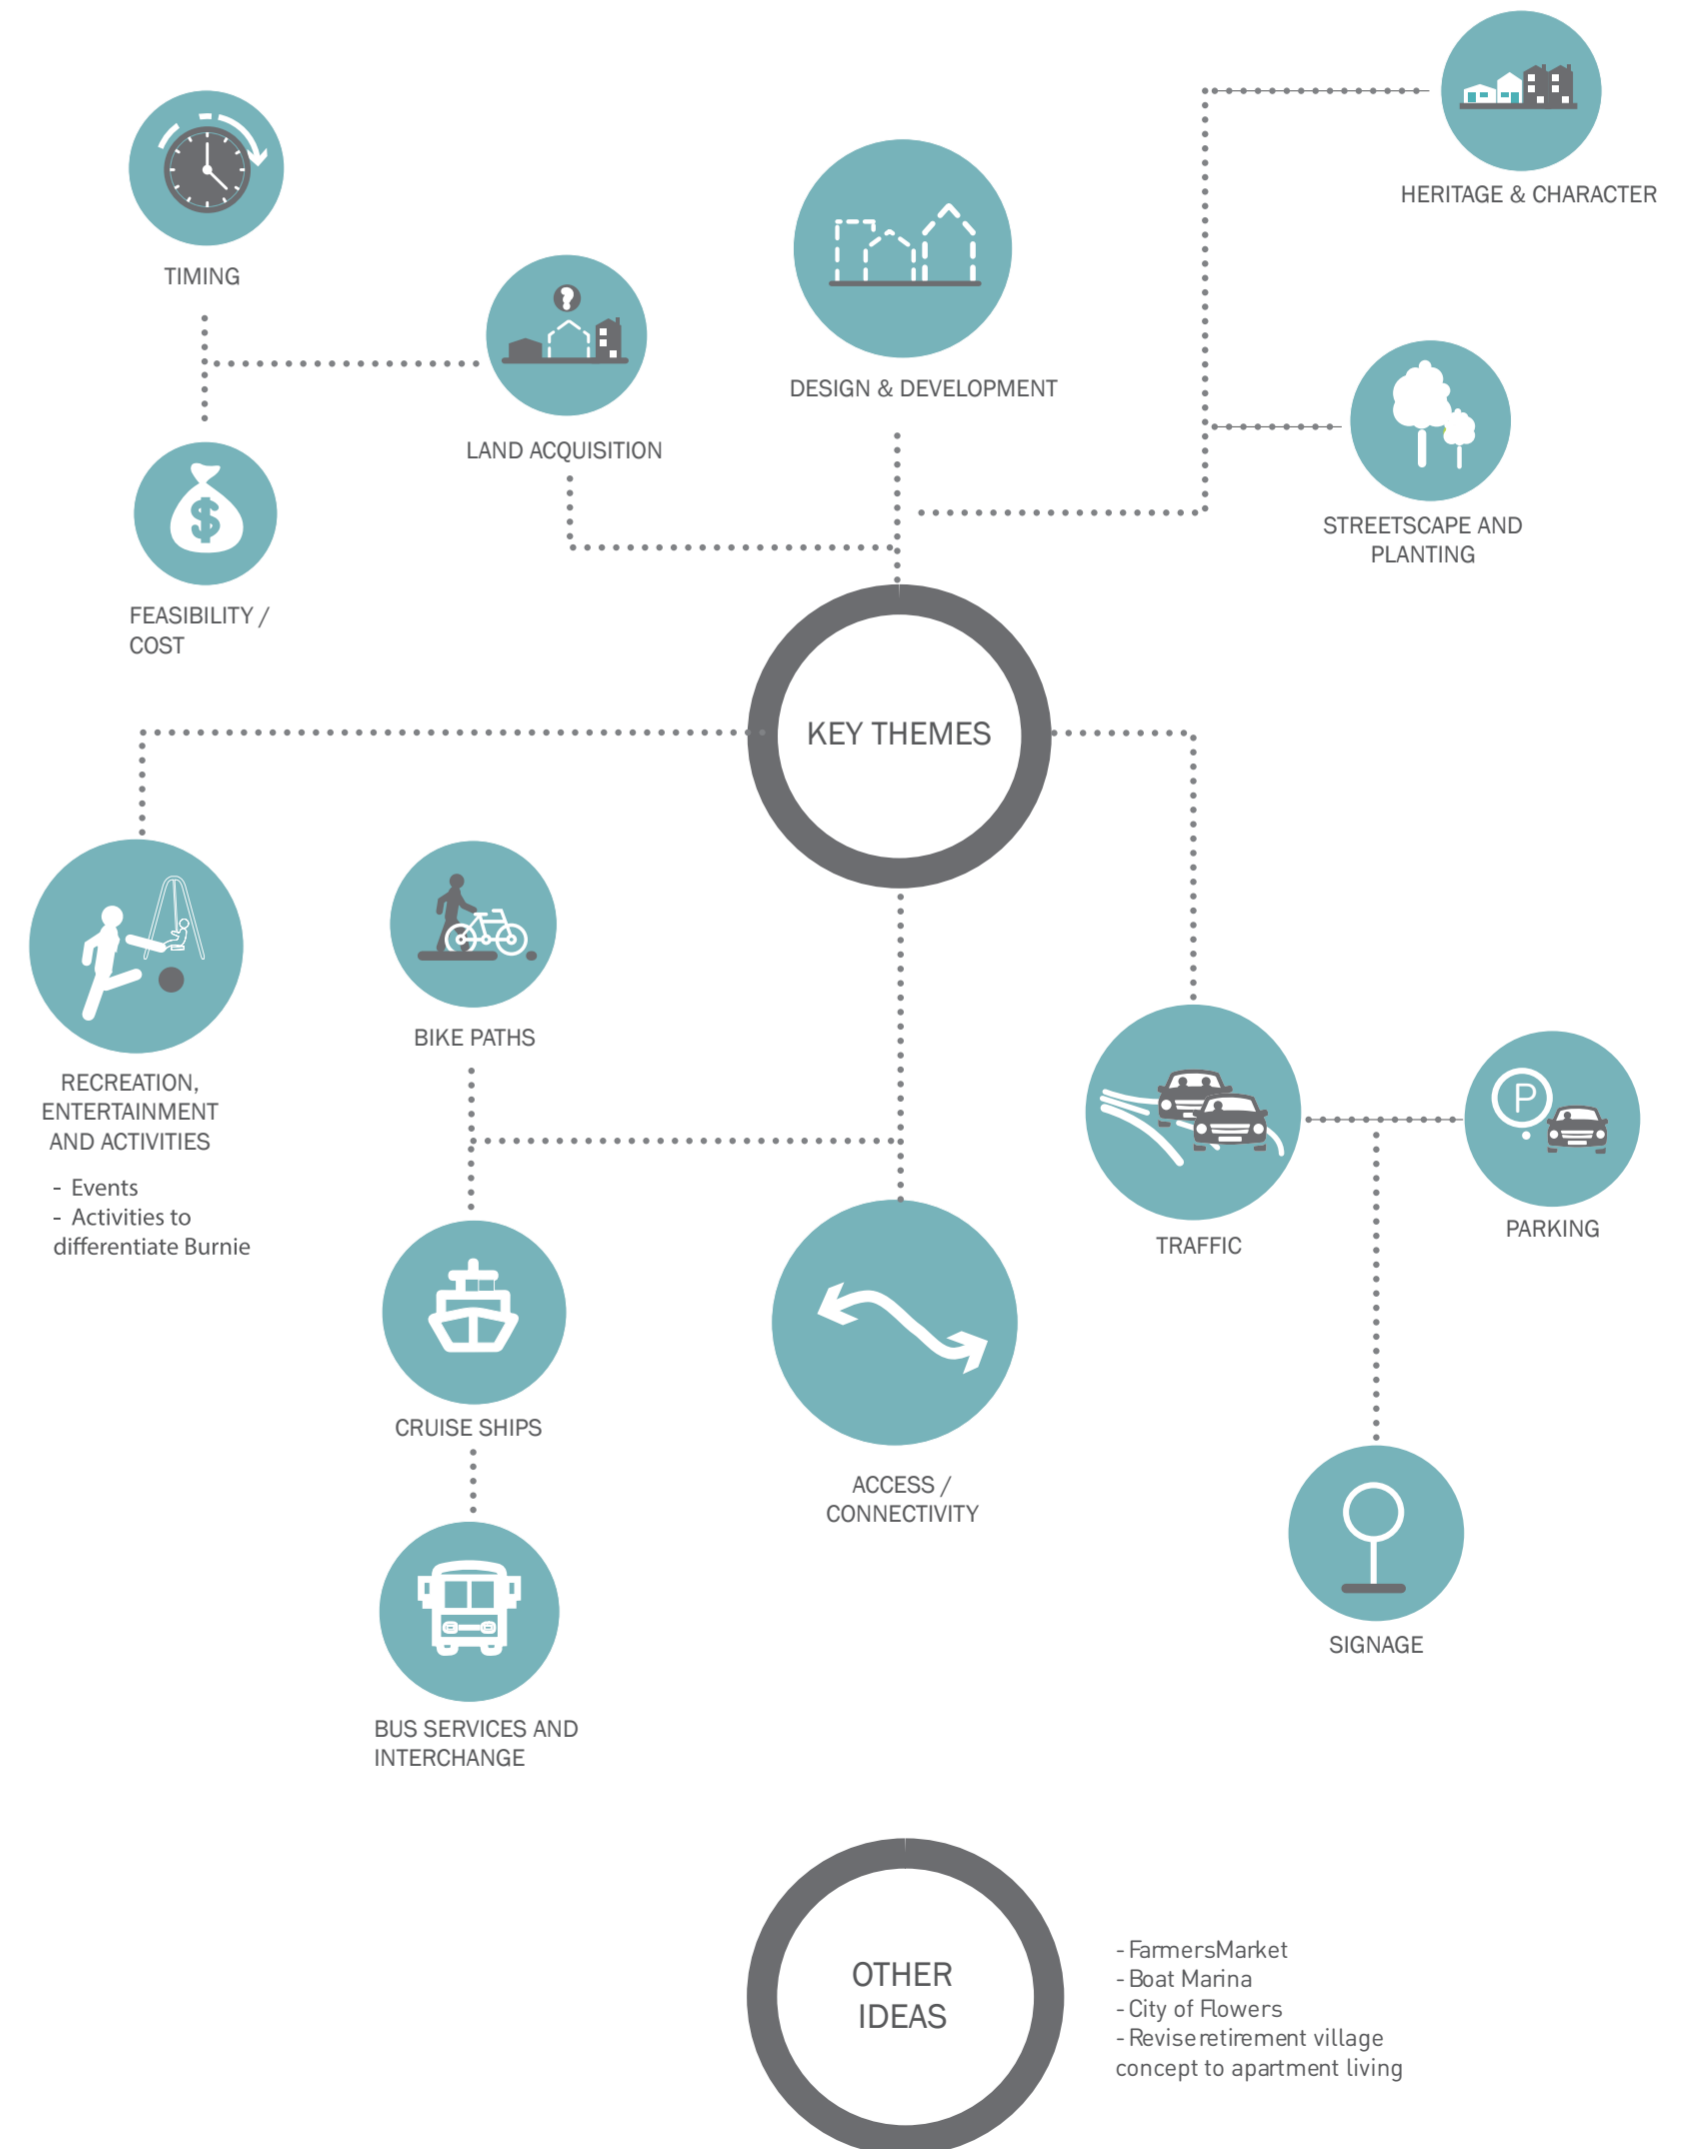 HERITAGE & CHARACTER
TIMING
DESIGN & DEVELOPMENT
LAND ACQUISITION
STREETSCAPE AND
PLANTING
$
?
FEASIBILITY /
COST
KEY THEMES
RECREATION,
ENTERTAINMENT
AND ACTIVITIES
- Events
- Activities to
differentiate Burnie
BIKE PATHS
TRAFFIC
P
PARKING
CRUISE SHIPS
ACCESS /
CONNECTIVITY
SIGNAGE
BUS SERVICES AND
INTERCHANGE
OTHER
IDEAS
- FarmersMarket
- Boat Marina
- City of Flowers
- Revise retirement village
concept to apartment living